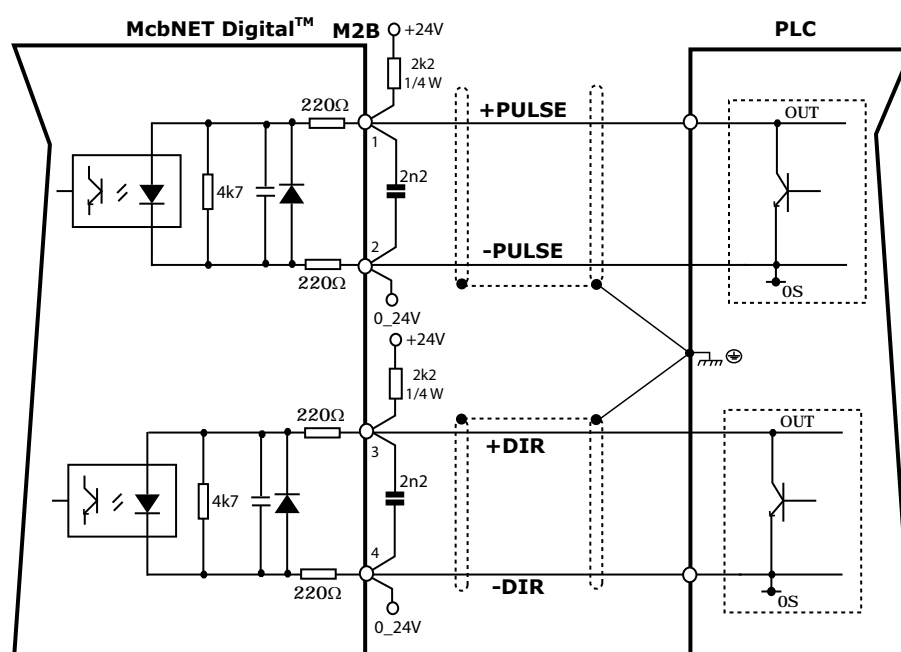 McbNET Digital™ M2B +24V PLC
2k2
1/4 W
220Ω +PULSE OUT
1
4k7 2n2
2 -PULSE
220Ω 0S
0_24V
+24V
2k2
1/4 W
220Ω OUT
3 +DIR
4k7 2n2
4
220Ω -DIR 0S
0_24V